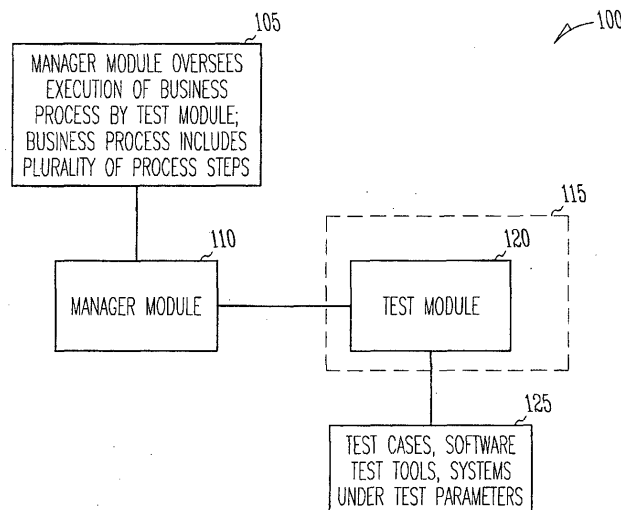 100
105
MANAGER MODULE OVERSEES
EXECUTION OF BUSINESS
PROCESS BY TEST MODULE;
BUSINESS PROCESS INCLUDES
PLURALITY OF PROCESS STEPS
115
110
120
MANAGER MODULE
TEST MODULE
125
TEST CASES, SOFTWARE
TEST TOOLS, SYSTEMS
UNDER TEST PARAMETERS